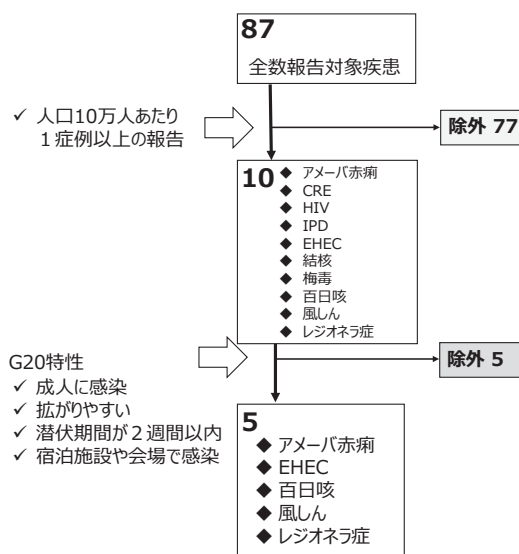 87
全数報告対象疾患
✓ 人口10万人あたり
１症例以上の報告
除外 77
10
◆ アメーバ赤痢
◆ CRE
◆ HIV
◆ IPD
◆ EHEC
◆ 結核
◆ 梅毒
◆ 百日咳
◆ 風しん
◆ レジオネラ症
G20特性
✓ 成人に感染
✓ 拡がりやすい
✓ 潜伏期間が２週間以内
✓ 宿泊施設や会場で感染
除外 5
5
◆ アメーバ赤痢
◆ EHEC
◆ 百日咳
◆ 風しん
◆ レジオネラ症